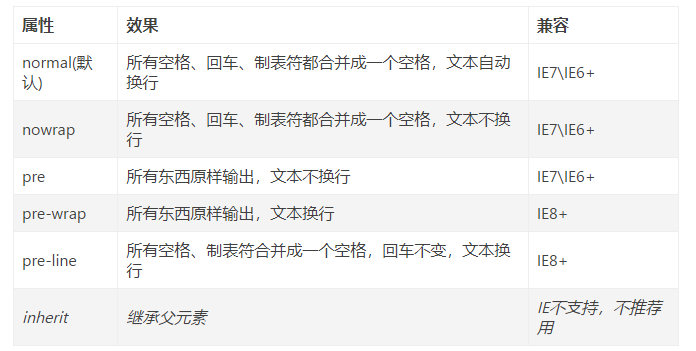 属性 效果 兼容
normal(默 所有空格、回车、制表符都合并成一个空格，文本自动 IE7\IE6+
认) 换行
nowrap 所有空格、回车、制表符都合并成一个空格，文本不换 IE7\IE6+
行
pre 所有东西原样输出，文本不换行 IE7\IE6+
pre-wrap 所有东西原样输出，文本换行 IE8+
pre-line 所有空格、制表符合并成一个空格，回车不变，文本换 IE8+
行
inherit 继承父元素 IE不支持，不推荐
用